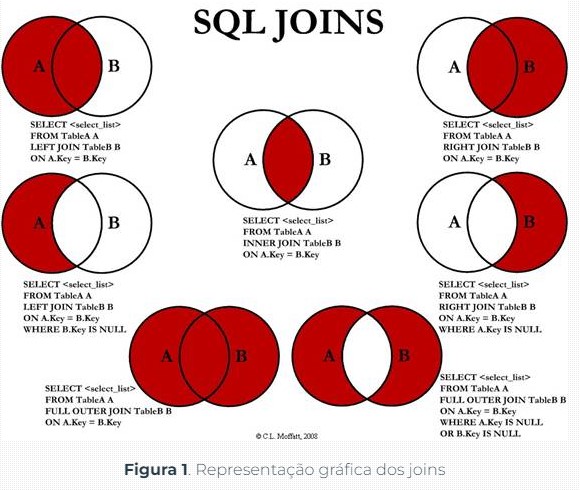 SQL JOINS
A
B
SELECT <select_list>
FROM TableA A
LEFT JOIN TableB B
ON A.Key = B.Key
A
B
SELECT <select_list>
FROM TableA A
RIGHT JOIN TableB B
ON A.Key = B.Key
A
B
SELECT <select_list>
FROM TableA A
INNER JOIN TableB B
ON A.Key = B.Key
A
B
SELECT <select_list>
FROM TableA A
LEFT JOIN TableB B
ON A.Key = B.Key
WHERE B.Key IS NULL
A
B
SELECT <select_list>
FROM TableA A
RIGHT JOIN TableB B
ON A.Key = B.Key
WHERE A.Key IS NULL
A
B
SELECT <select_list>
FROM TableA A
FULL OUTER JOIN TableB B
ON A.Key = B.Key
A
B
SELECT <select_list>
FROM TableA A
FULL OUTER JOIN TableB B
ON A.Key = B.Key
WHERE A.Key IS NULL
OR B.Key IS NULL
© C.L. Moffatt, 2008
Figura 1. Representação gráfica dos joins